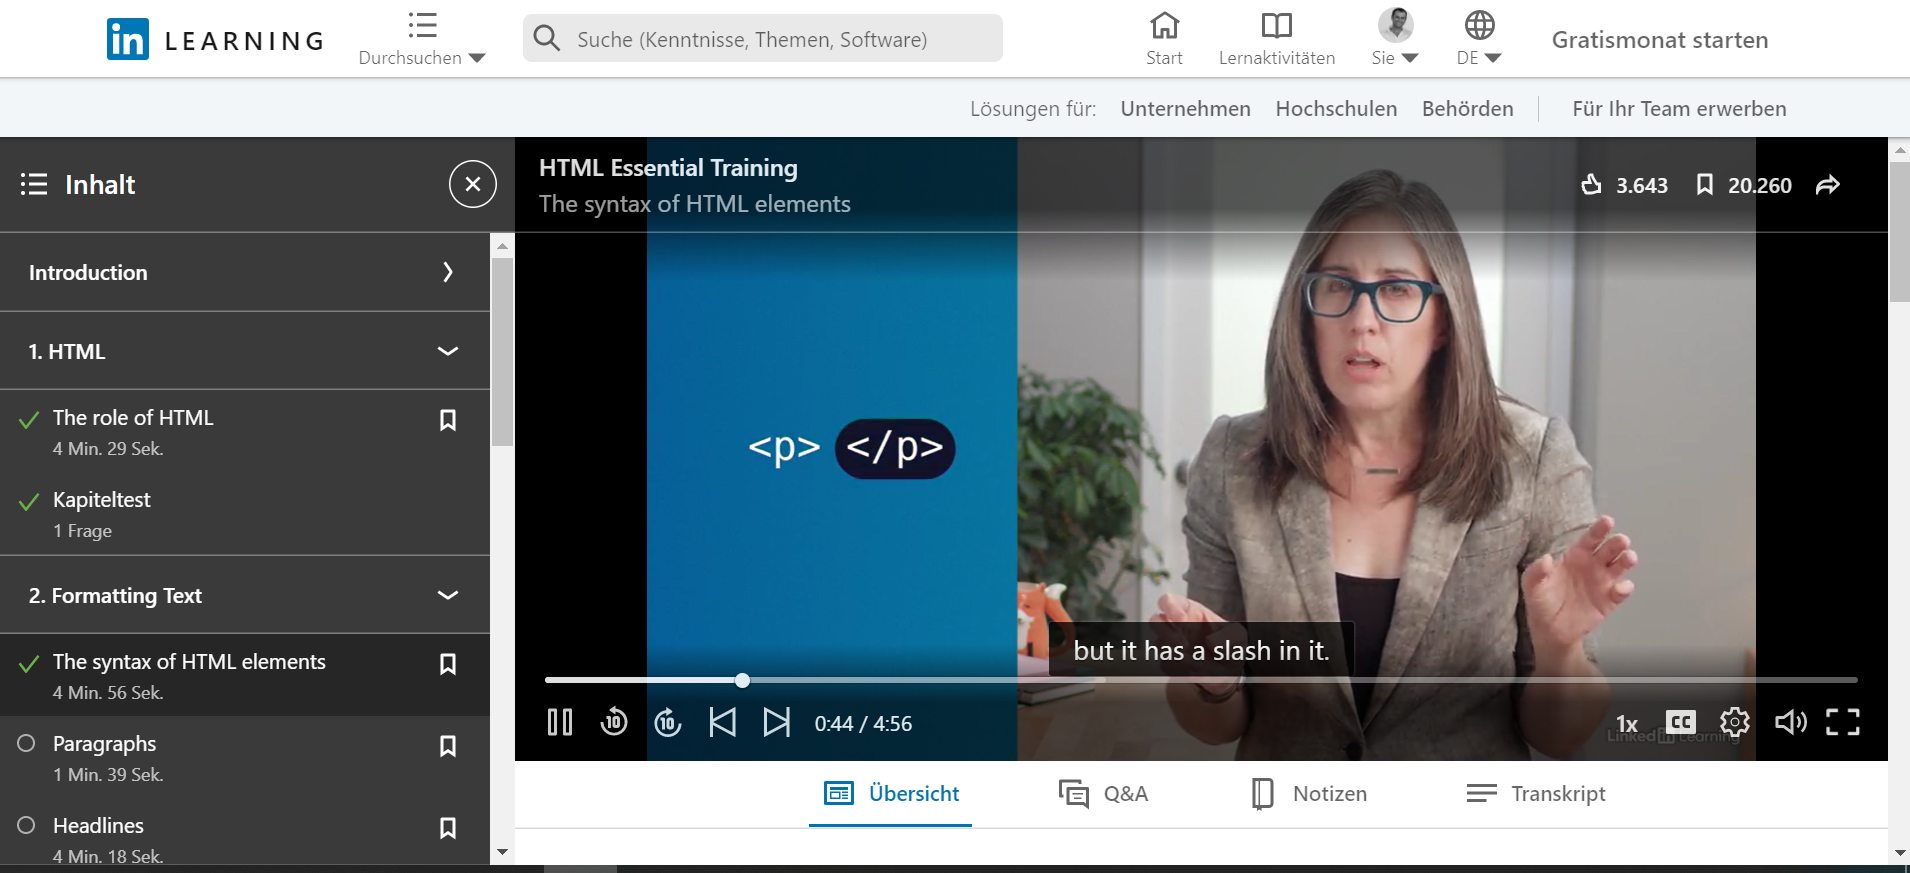 in LEARNING
Durchsuchen
Suche (Kenntnisse, Themen, Software)
Start
Lernaktivitäten
Sie
DE
Gratismonat starten
Lösungen für:
Unternehmen
Hochschulen
Behörden
Für Ihr Team erwerben
Inhalt
Introduction
1. HTML
The role of HTML
4 Min. 29 Sek.
Kapiteltest
1 Frage
2. Formatting Text
The syntax of HTML elements
4 Min. 56 Sek.
Paragraphs
1 Min. 39 Sek.
Headlines
4 Min. 18 Sek.
HTML Essential Training
The syntax of HTML elements
3.643
20.260
<p> </p>
but it has a slash in it.
10
10
0:44 / 4:56
1x
CC
Linked in Learning
Übersicht
Q&A
Notizen
Transkript